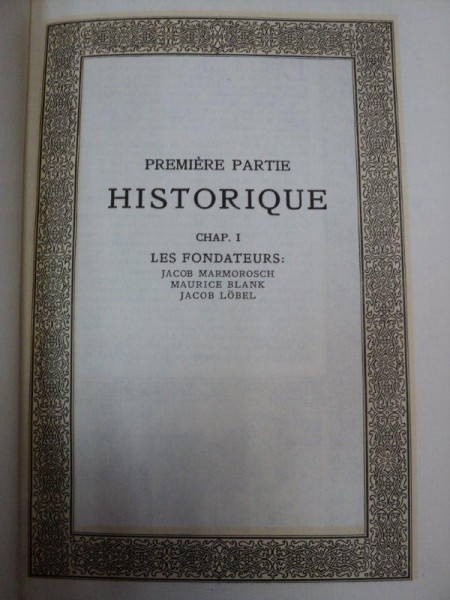 PREMIÈRE PARTIE
HISTORIQUE
CHAP. I
LES FONDATEURS:
JACOB MARMOROSCH
MAURICE BLANK
JACOB LÖBEL